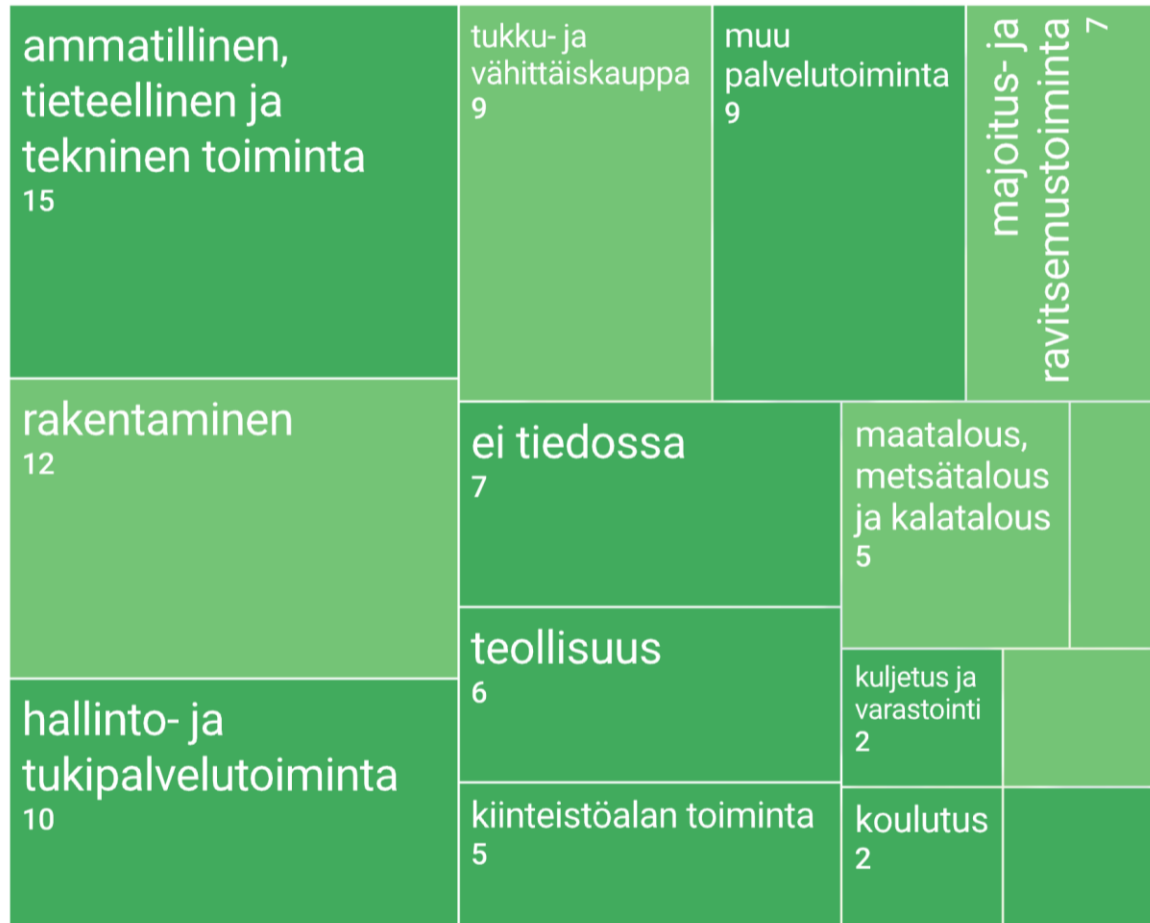 ammatillinen,
tieteellinen ja
tekninen toiminta
15
rakentaminen
12
hallinto- ja
tukipalvelutoiminta
10
tukku- ja
vähittäiskauppa
9
muu
palvelutoiminta
9
majoitus- ja
ravitsemustoiminta
7
ei tiedossa
7
teollisuus
6
kiinteistöalan toiminta
5
maatalous,
metsätalous
ja kalatalous
5
kuljetus ja
varastointi
2
koulutus
2